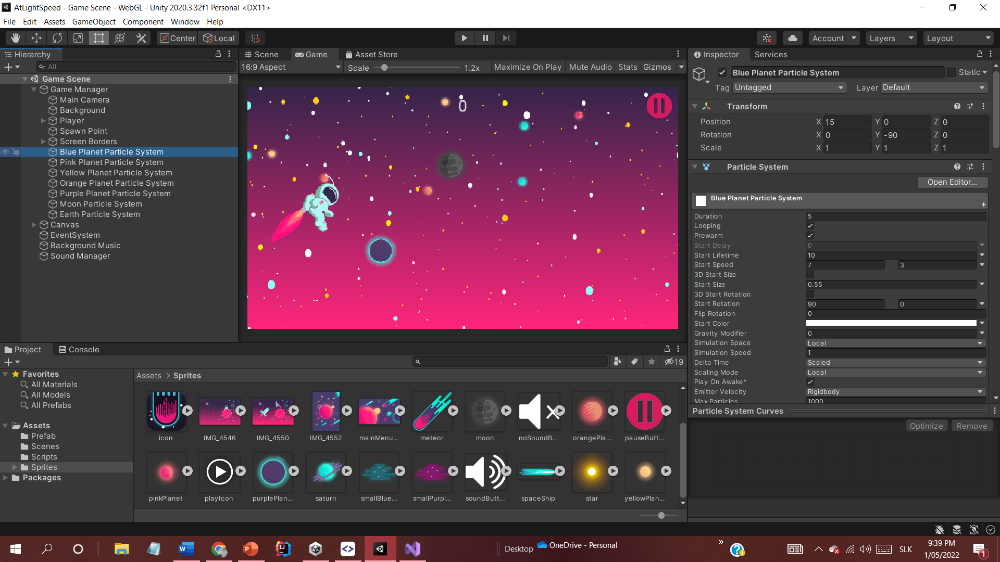 AtLightSpeed - Game Scene - WebGL - Unity 2020.3.32f1 Personal <DX11>
File Edit Assets GameObject Component Window Help
Center Local Account Layers Layout
Hierarchy
All
Game Scene
Game Manager
Main Camera
Background
Player
Spawn Point
Screen Borders
Blue Planet Particle System
Pink Planet Particle System
Yellow Planet Particle System
Orange Planet Particle System
Purple Planet Particle System
Moon Particle System
Earth Particle System
Canvas
EventSystem
Background Music
Sound Manager
Scene Game Asset Store
16:9 Aspect Scale 1.2x Maximize On Play Mute Audio Stats Gizmos
0
Inspector Services
Blue Planet Particle System Static
Tag Untagged Layer Default
Transform
Position X 15 Y 0 Z 0
Rotation X 0 Y -90 Z 0
Scale X 1 Y 1 Z 1
Particle System
Open Editor...
Blue Planet Particle System
Duration 5
Looping
Prewarm
Start Delay 0
Start Lifetime 10
Start Speed 7 3
3D Start Size
Start Size 0.55
3D Start Rotation
Start Rotation 90 0
Flip Rotation 0
Start Color
Gravity Modifier 0
Simulation Space Local
Simulation Speed 1
Delta Time Scaled
Scaling Mode Local
Play On Awake*
Emitter Velocity Rigidbody
Max Particles 1000
Particle System Curves
Optimize Remove
Project Console
19
Favorites
All Materials
All Models
All Prefabs
Assets
Prefab
Scenes
Scripts
Sprites
Packages
Assets > Sprites
icon IMG_4546 IMG_4550 IMG_4552 mainMenu... meteor moon noSoundB... orangePla... pauseButt...
pinkPlanet playIcon purplePlan... saturn smallBlue... smallPurpl... soundButt... spaceShip star yellowPlan...
Desktop OneDrive - Personal SLK
9:39 PM
1/05/2022
1